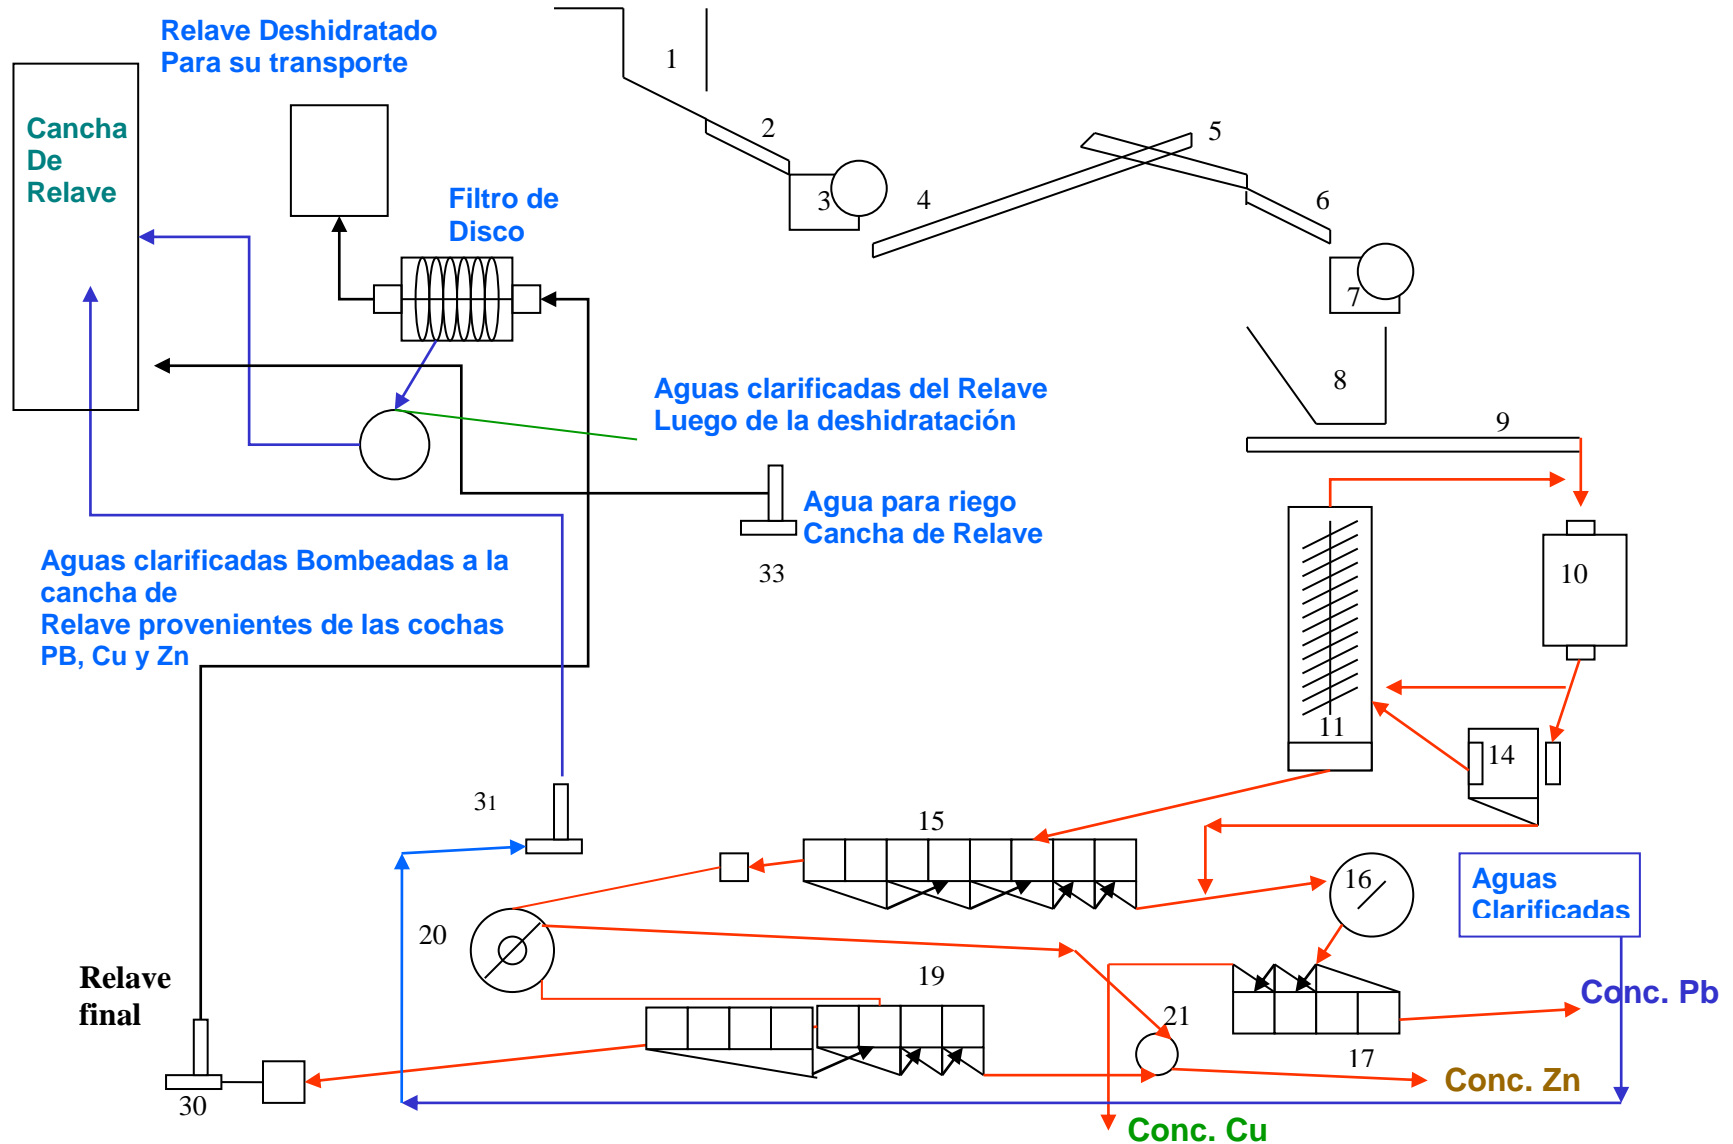 Relave Deshidratado
Para su transporte
1
Cancha
De
Relave
2
5
3
4
6
Filtro de
Disco
7
8
Aguas clarificadas del Relave
Luego de la deshidratación
9
Agua para riego
Cancha de Relave
33
10
Aguas clarificadas Bombeadas a la
cancha de
Relave provenientes de las cochas
PB, Cu y Zn
11
14
31
15
16
Aguas
Clarificadas
20
19
Relave
final
21
Conc. Pb
17
Conc. Zn
30
Conc. Cu